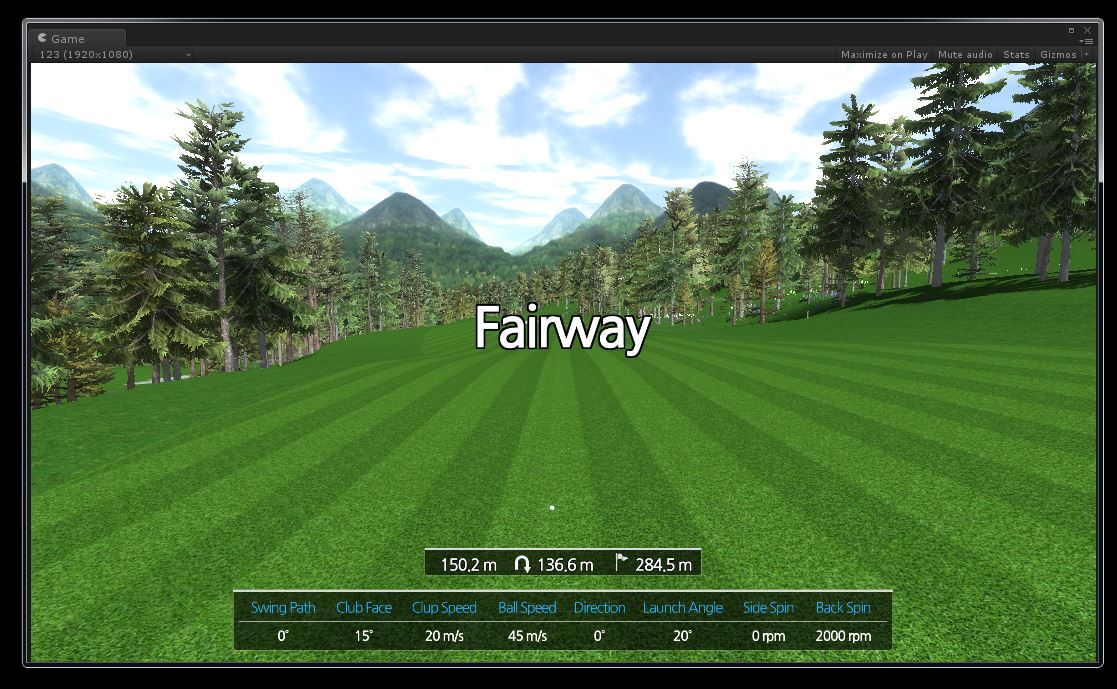 Game
123 (1920x1080) Maximize on Play Mute audio Stats Gizmos
Fairway
150.2 m 136.6 m 284.5 m
Swing Path Club Face Clup Speed Ball Speed Direction Launch Angle Side Spin Back Spin
0° 15° 20 m/s 45 m/s 0° 20° 0 rpm 2000 rpm